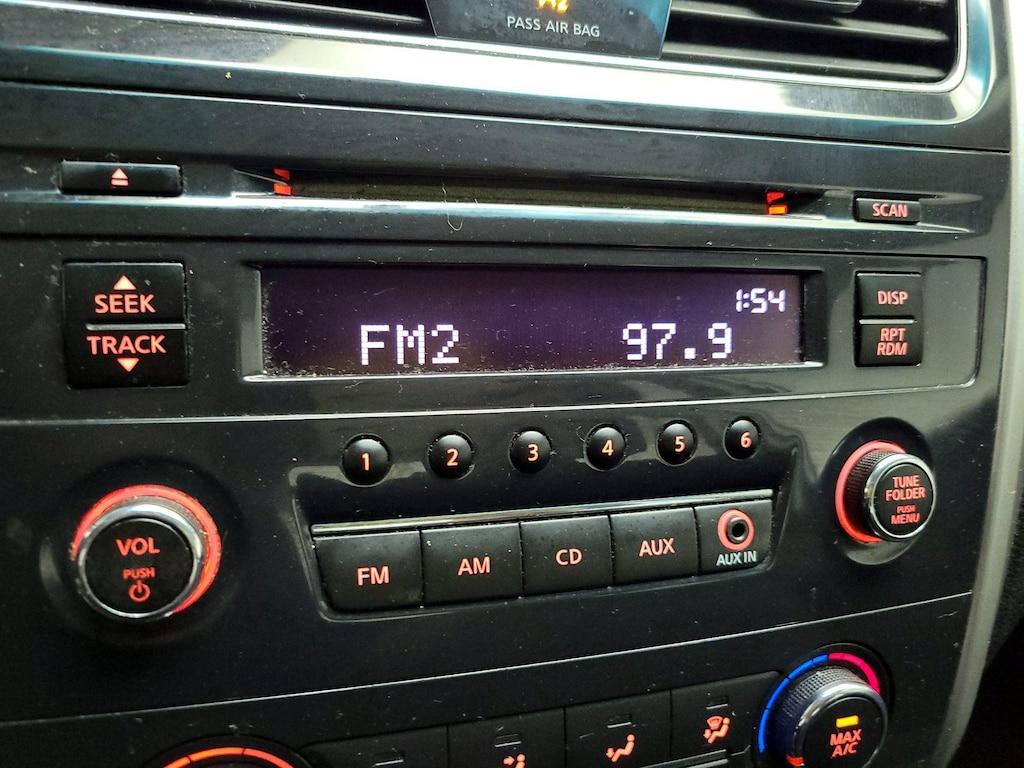 PASS AIR BAG
SCAN
SEEK
TRACK
1:54
FM2 97.9
DISP
RPT
RDM
1 2 3 4 5 6
TUNE
FOLDER
PUSH
MENU
VOL
PUSH
FM AM CD AUX
AUX IN
MAX
A/C